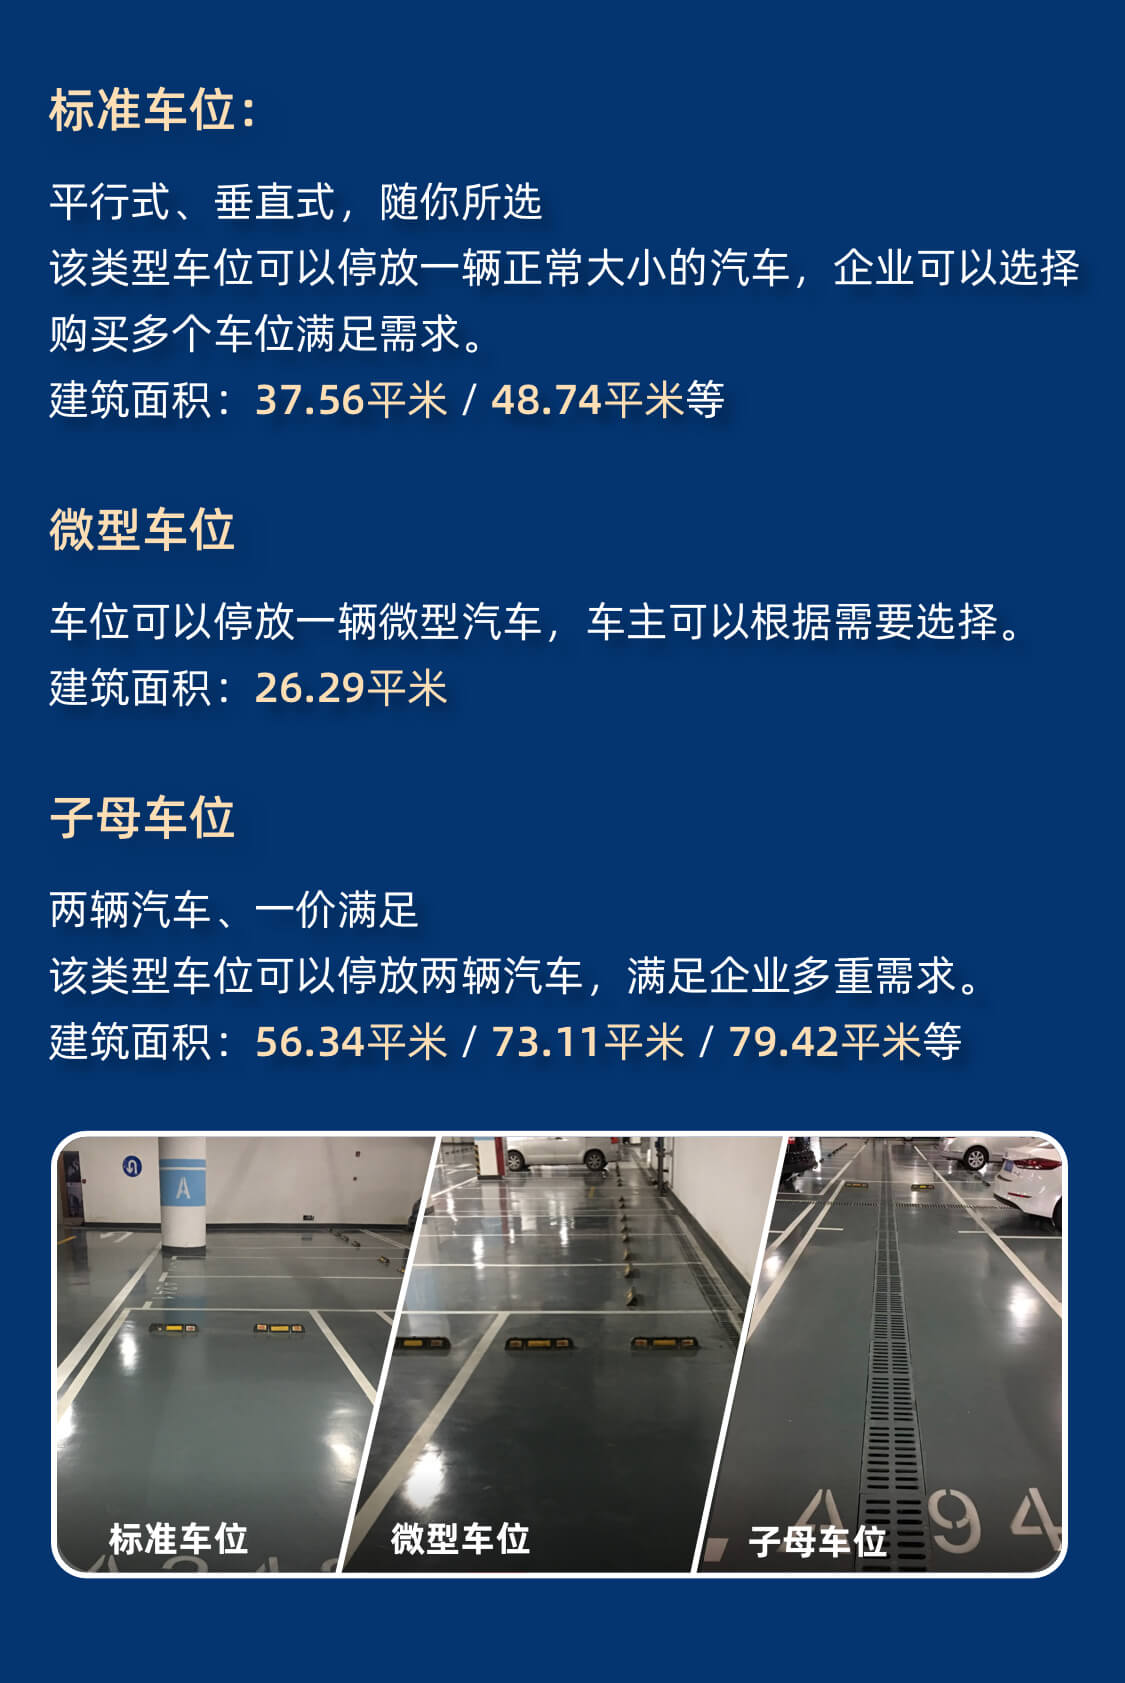 标准车位：
平行式、垂直式，随你所选
该类型车位可以停放一辆正常大小的汽车，企业可以选择
购买多个车位满足需求。
建筑面积：37.56平米 / 48.74平米等
微型车位
车位可以停放一辆微型汽车，车主可以根据需要选择。
建筑面积：26.29平米
子母车位
两辆汽车、一价满足
该类型车位可以停放两辆汽车，满足企业多重需求。
建筑面积：56.34平米 / 73.11平米 / 79.42平米等
A
标准车位
微型车位
子母车位